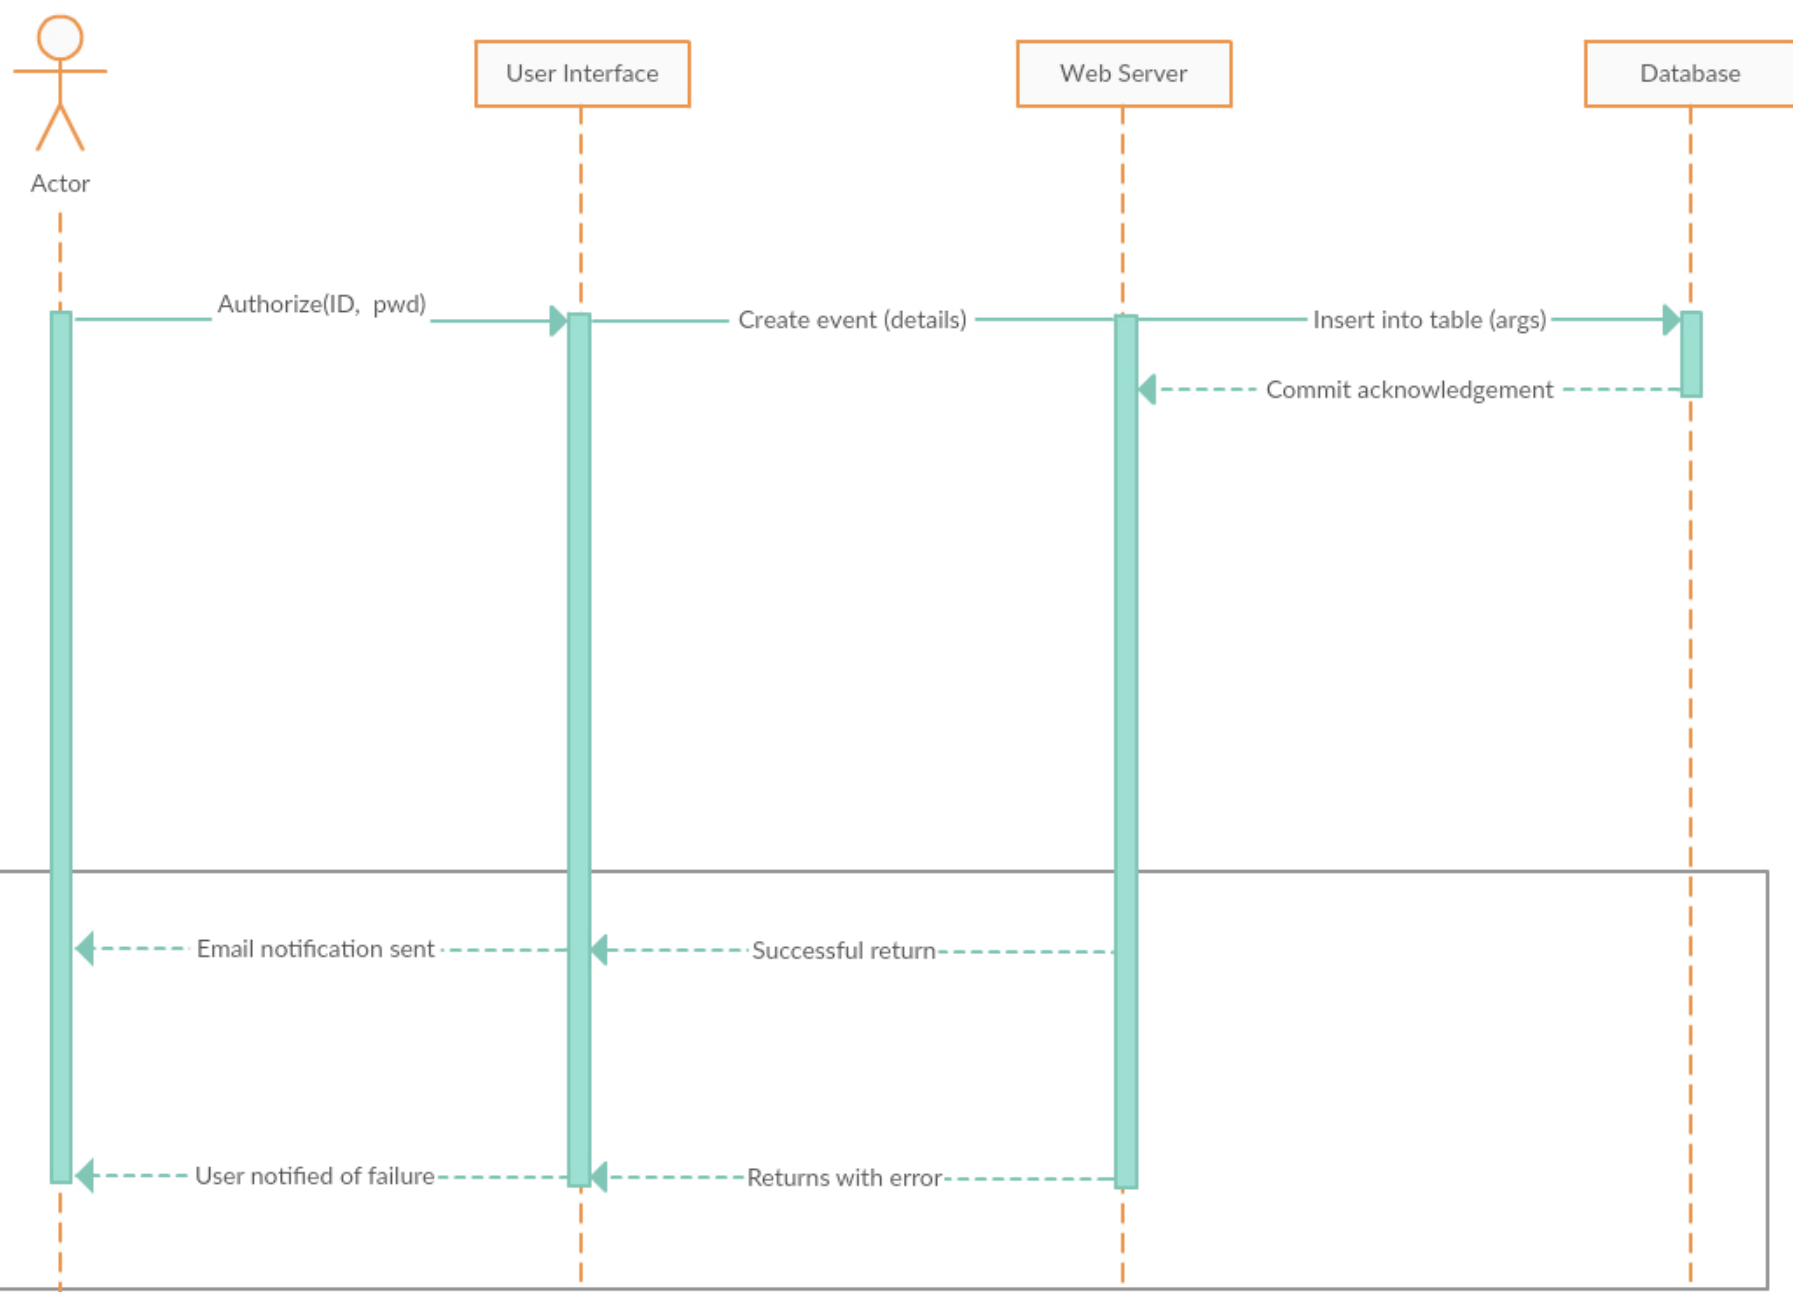 User Interface
Web Server
Database
Actor
Authorize(ID, pwd)
Create event (details)
Insert into table (args)
Commit acknowledgement
Email notification sent
Successful return
User notified of failure
Returns with error